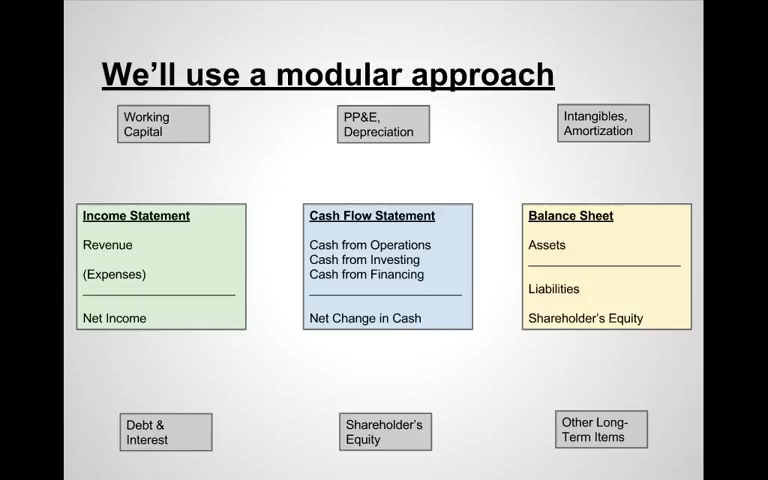 We'll use a modular approach
Working
Capital
PP&E,
Depreciation
Intangibles,
Amortization
Income Statement
Revenue
(Expenses)
Net Income
Cash Flow Statement
Cash from Operations
Cash from Investing
Cash from Financing
Net Change in Cash
Balance Sheet
Assets
Liabilities
Shareholder's Equity
Debt &
Interest
Shareholder's
Equity
Other Long-
Term Items